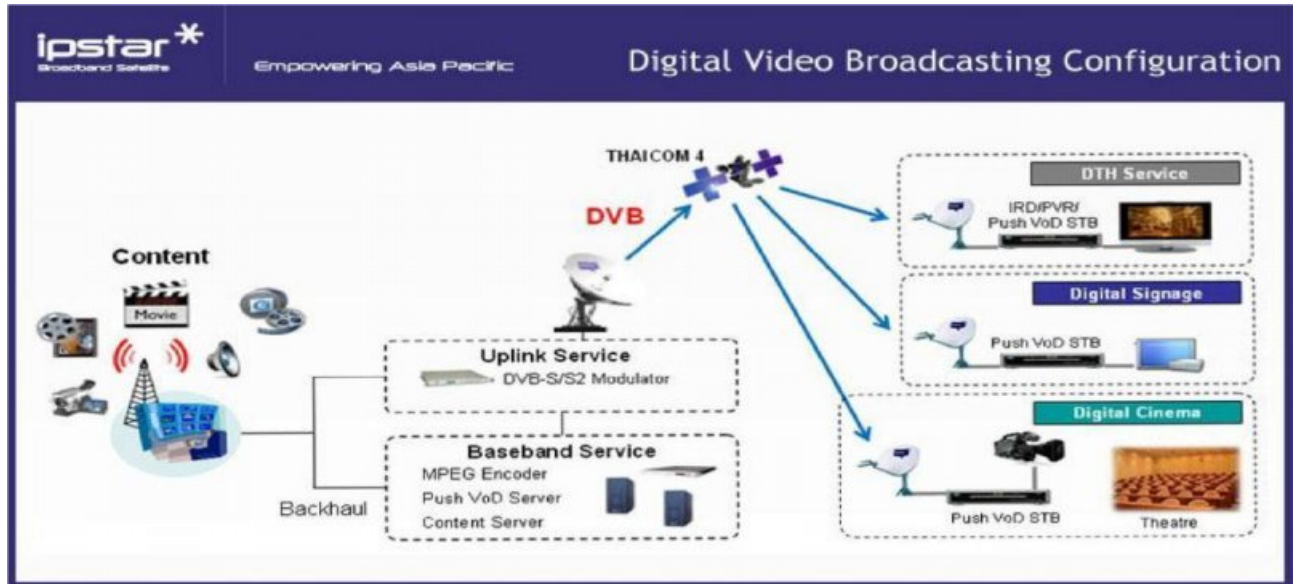 ipstar
Broadband Satellite
Empowering Asia Pacific
Digital Video Broadcasting Configuration
THAICOM 4
DVB
Content
Movie
Uplink Service
DVB-S/S2 Modulator
Baseband Service
MPEG Encoder
Push VoD Server
Content Server
Backhaul
DTH Service
IRD/PVR/
Push VoD STB
Digital Signage
Push VoD STB
Digital Cinema
Push VoD STB
Theatre